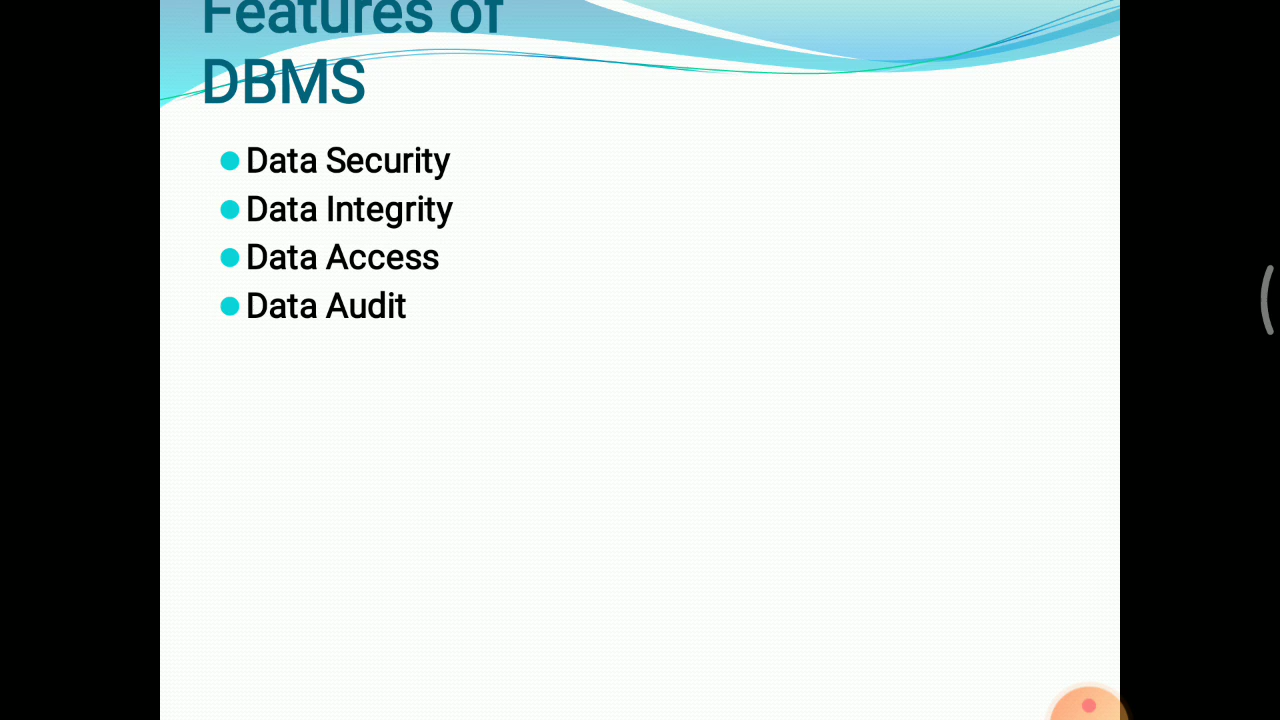 Features of
DBMS
Data Security
Data Integrity
Data Access
Data Audit